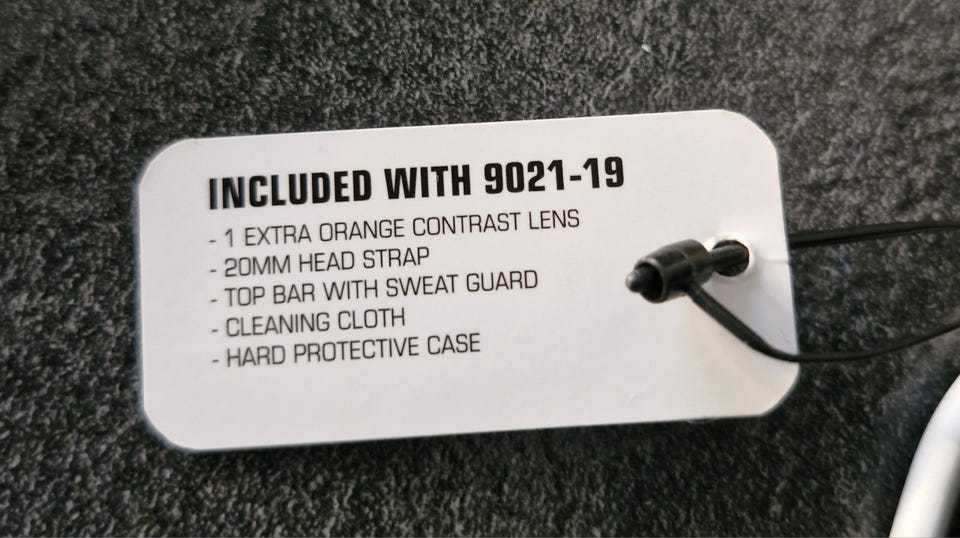 INCLUDED WITH 9021-19
- 1 EXTRA ORANGE CONTRAST LENS
- 20MM HEAD STRAP
- TOP BAR WITH SWEAT GUARD
- CLEANING CLOTH
- HARD PROTECTIVE CASE